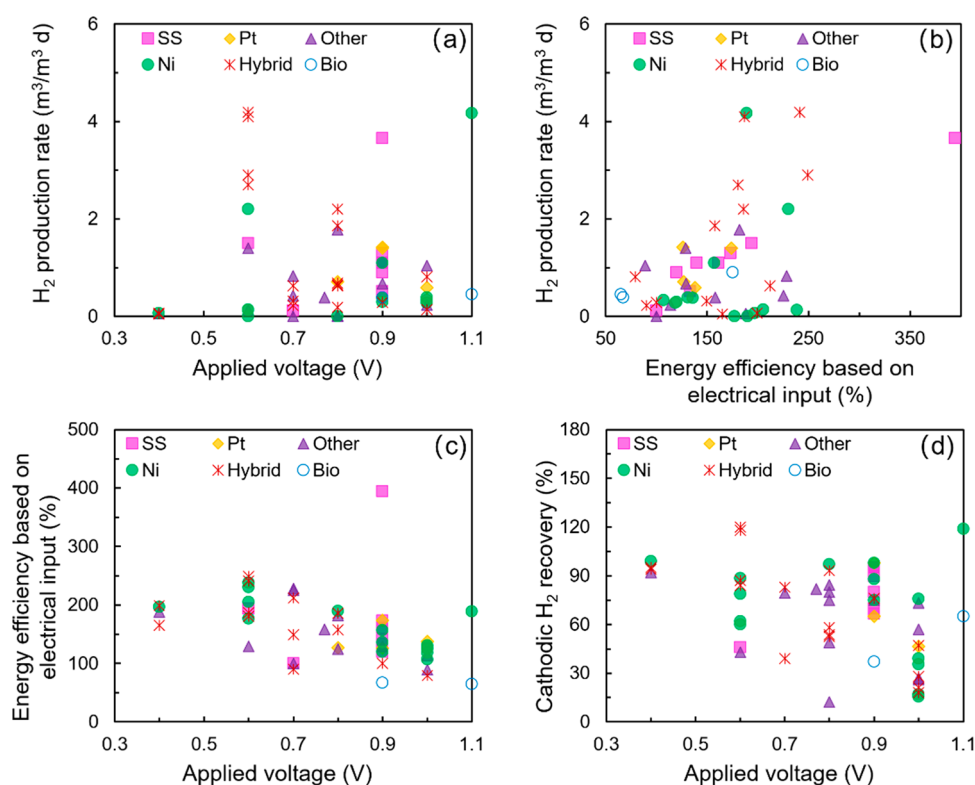 (a)
SS Pt Other
Ni Hybrid Bio
H₂ production rate (m³/m³ d)
6
4
2
0
0.3 0.5 0.7 0.9 1.1
Applied voltage (V)
(b)
SS Pt Other
Ni Hybrid Bio
H₂ production rate (m³/m³ d)
6
4
2
0
50 150 250 350
Energy efficiency based on
electrical input (%)
(c)
SS Pt Other
Ni Hybrid Bio
Energy efficiency based on
electrical input (%)
500
400
300
200
100
0
0.3 0.5 0.7 0.9 1.1
Applied voltage (V)
(d)
SS Pt Other
Ni Hybrid Bio
Cathodic H₂ recovery (%)
180
150
120
90
60
30
0
0.3 0.5 0.7 0.9 1.1
Applied voltage (V)